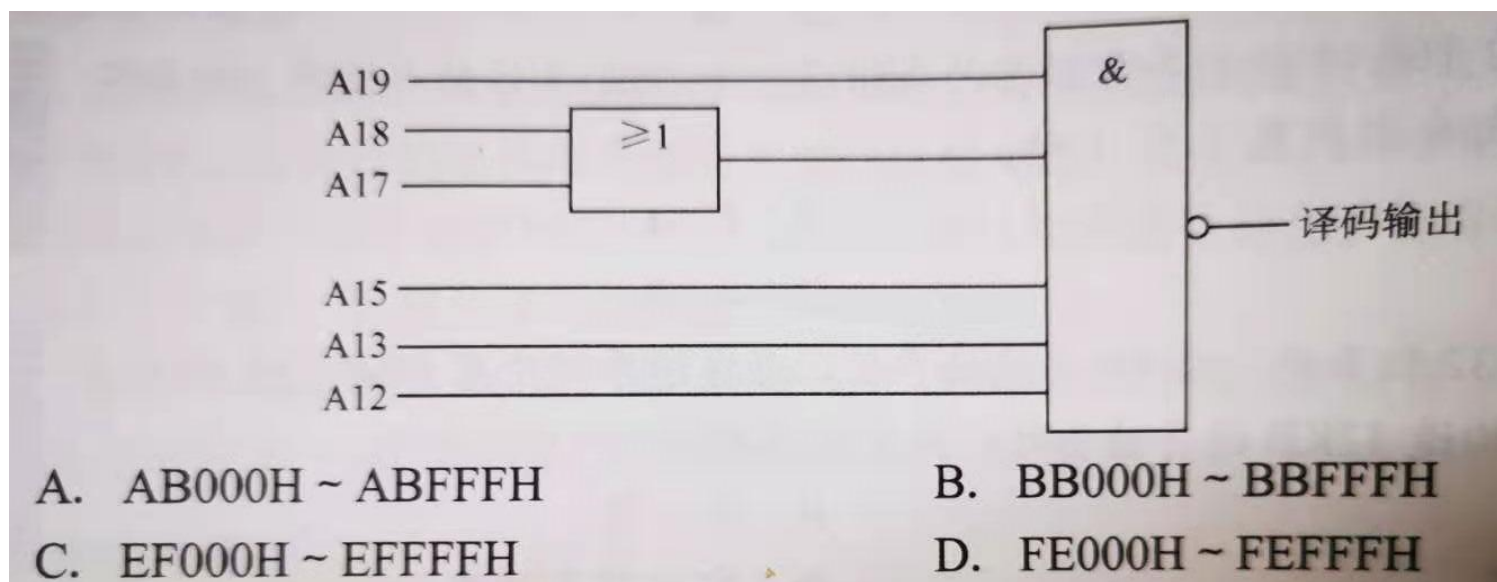 &
A19
A18
≥1
A17
译码输出
A15
A13
A12
A. AB000H ~ ABFFFH
B. BB000H ~ BBFFFH
C. EF000H ~ EFFFFH
D. FE000H ~ FEFFFH